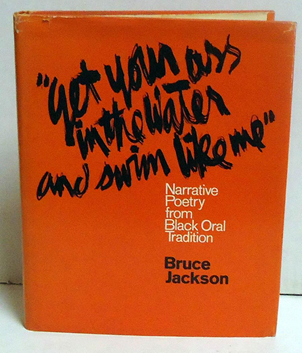 "get your ass
in the water
and swim like me"
Narrative
Poetry
from
Black Oral
Tradition
Bruce
Jackson